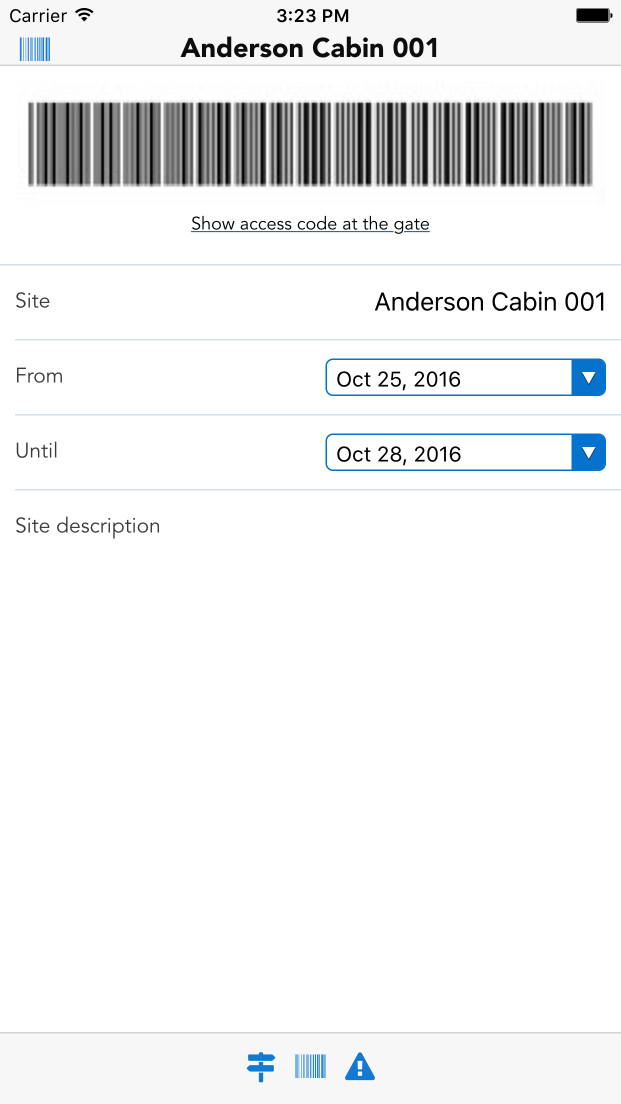 Carrier 3:23 PM
Anderson Cabin 001
Show access code at the gate
Site Anderson Cabin 001
From Oct 25, 2016
Until Oct 28, 2016
Site description